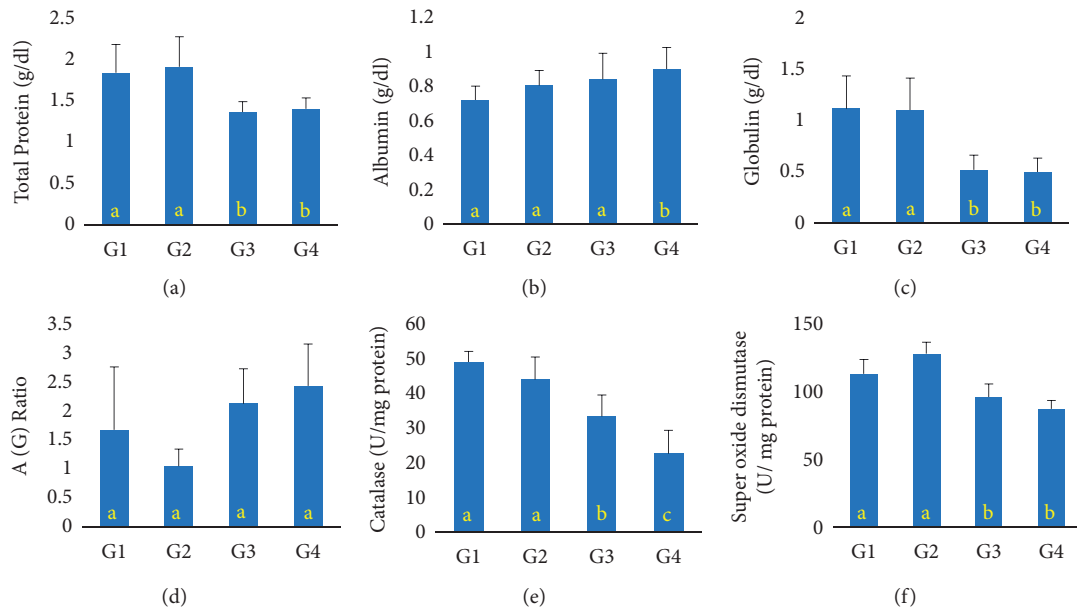 Total Protein (g/dl)
2.5
2
1.5
1
0.5
0
a a b b
G1 G2 G3 G4
(a)
Albumin (g/dl)
1.2
1
0.8
0.6
0.4
0.2
0
a a a b
G1 G2 G3 G4
(b)
Globulin (g/dl)
2
1.5
1
0.5
0
a a b b
G1 G2 G3 G4
(c)
A (G) Ratio
3.5
3
2.5
2
1.5
1
0.5
0
a a a a
G1 G2 G3 G4
(d)
Catalase (U/mg protein)
60
50
40
30
20
10
0
a a b c
G1 G2 G3 G4
(e)
Super oxide dismutase
(U/ mg protein)
150
100
50
0
a a b b
G1 G2 G3 G4
(f)